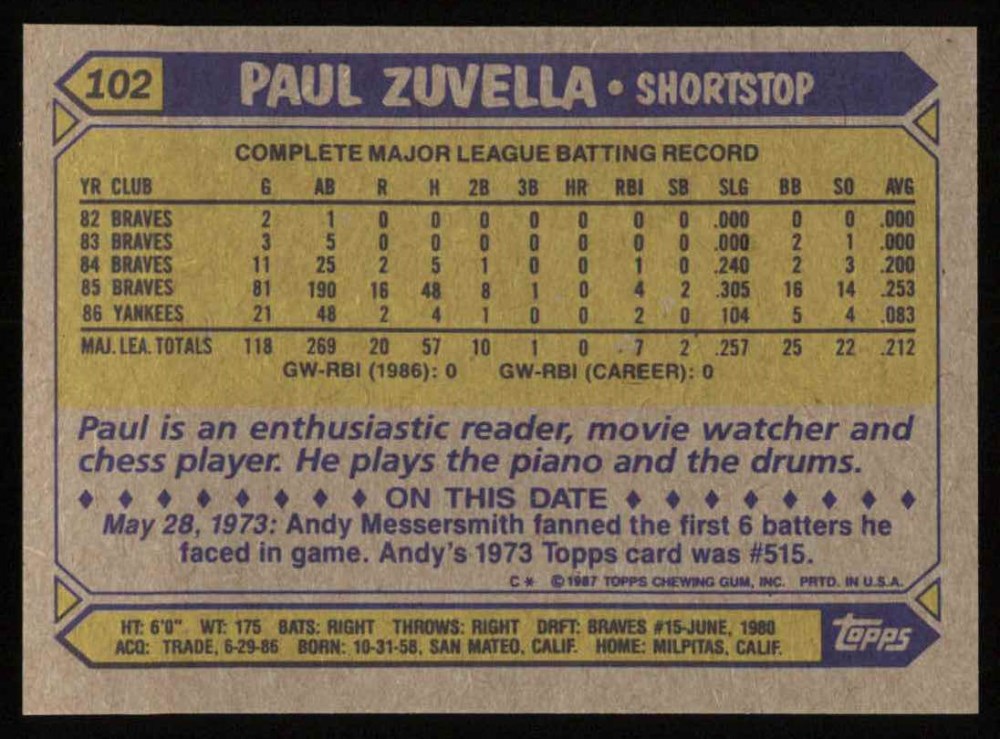 102 PAUL ZUVELLA • SHORTSTOP
COMPLETE MAJOR LEAGUE BATTING RECORD
YR CLUB G AB R H 2B 3B HR RBI SB SLG BB SO AVG
82 BRAVES 2 1 0 0 0 0 0 0 0 .000 0 0 .000
83 BRAVES 3 5 0 0 0 0 0 0 0 .000 2 1 .000
84 BRAVES 11 25 2 5 1 0 0 1 0 .240 2 3 .200
85 BRAVES 81 190 16 48 8 1 0 4 2 .305 16 14 .253
86 YANKEES 21 48 2 4 1 0 0 2 0 104 5 4 .083
MAJ. LEA. TOTALS 118 269 20 57 10 1 0 7 2 .257 25 22 .212
GW-RBI (1986): 0 GW-RBI (CAREER): 0
Paul is an enthusiastic reader, movie watcher and
chess player. He plays the piano and the drums.
♦ ♦ ♦ ♦ ♦ ♦ ♦ ♦ ON THIS DATE ♦ ♦ ♦ ♦ ♦ ♦ ♦ ♦
May 28, 1973: Andy Messersmith fanned the first 6 batters he
faced in game. Andy's 1973 Topps card was #515.
C* © 1987 TOPPS CHEWING GUM, INC. PRTD. IN U.S.A.
HT: 6'0" WT: 175 BATS: RIGHT THROWS: RIGHT DRFT: BRAVES #15-JUNE, 1980
ACQ: TRADE, 6-29-86 BORN: 10-31-58, SAN MATEO, CALIF. HOME: MILPITAS, CALIF.
topps